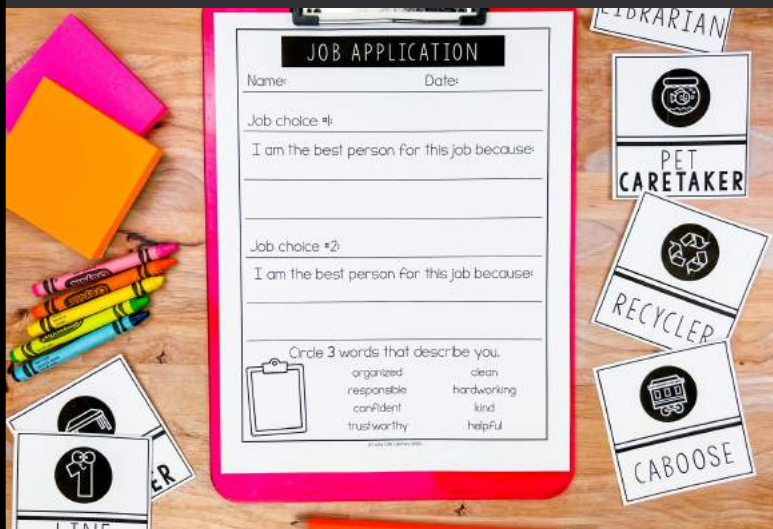 JOB APPLICATION
Name: Date:
Job choice #1:
I am the best person for this job because:
Job choice #2:
I am the best person for this job because:
Circle 3 words that describe you.
organized clean
responsible hardworking
confident kind
trustworthy helpful
LIBRARIAN
PET
CARETAKER
RECYCLER
CABOOSE
ER
LINE
Crayola